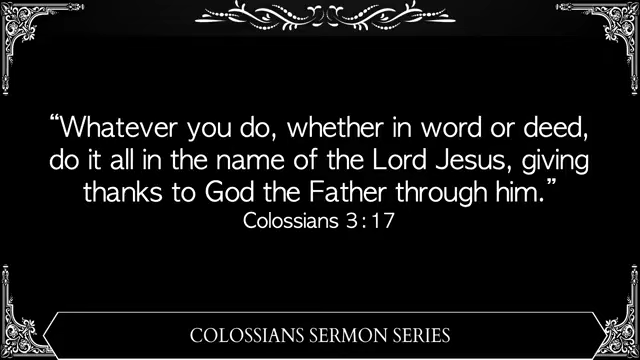 “Whatever you do, whether in word or deed,
do it all in the name of the Lord Jesus, giving
thanks to God the Father through him.”
Colossians 3:17
COLOSSIANS SERMON SERIES